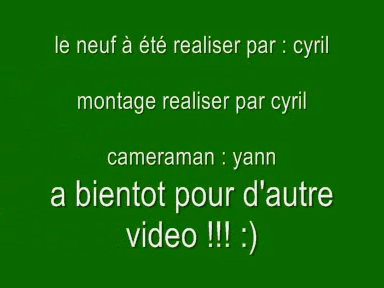 le neuf à été realiser par : cyril
montage realiser par cyril
cameraman : yann
a bientot pour d'autre
video !!! :)